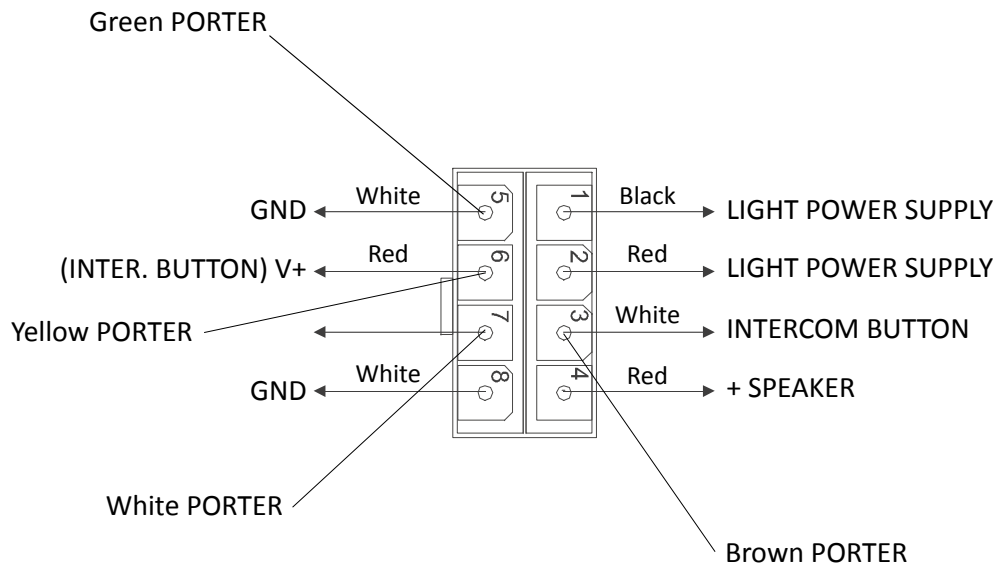 Green PORTER
GND White 5 1 Black LIGHT POWER SUPPLY
(INTER. BUTTON) V+ Red 6 2 Red LIGHT POWER SUPPLY
Yellow PORTER 7 3 White INTERCOM BUTTON
GND White 8 4 Red + SPEAKER
White PORTER
Brown PORTER